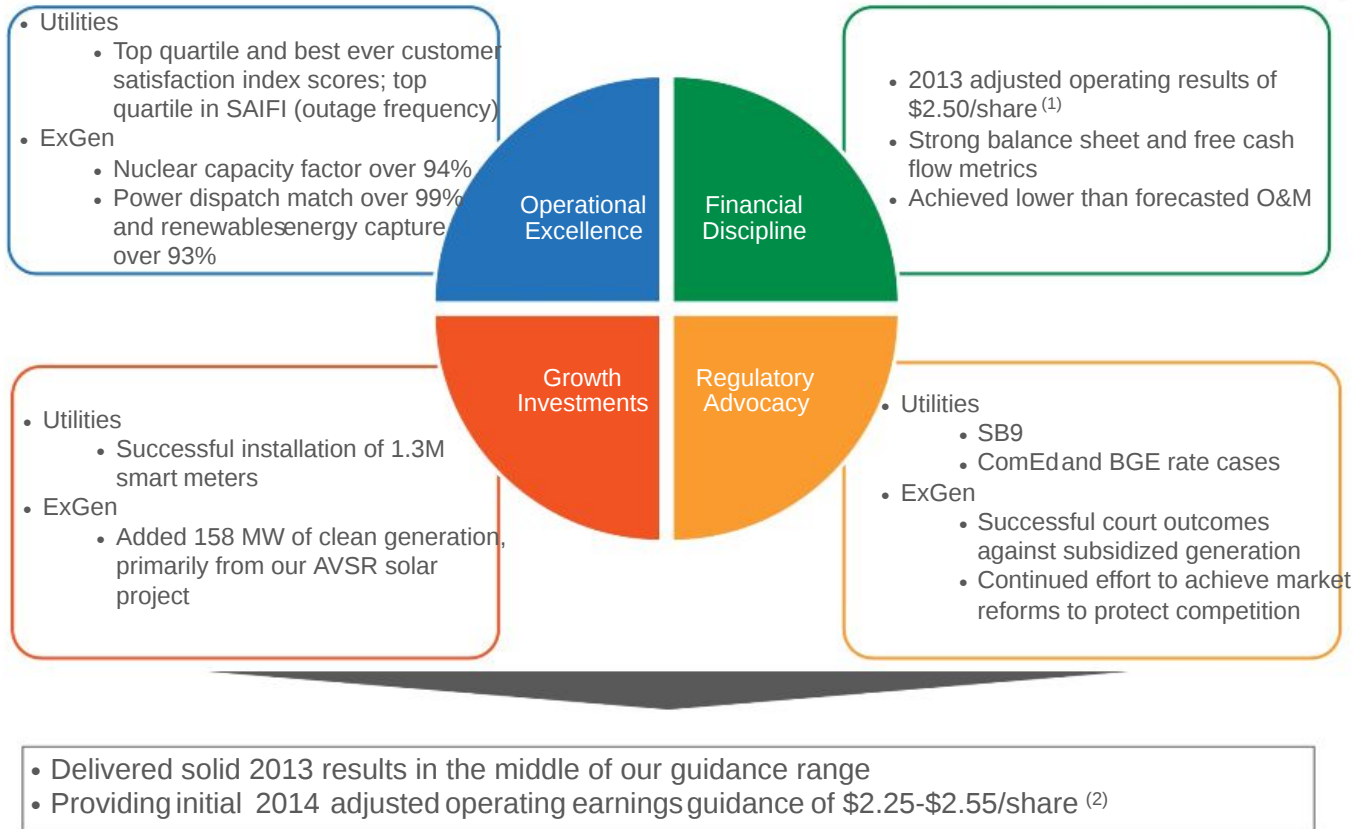 • Utilities
• Top quartile and best ever customer
satisfaction index scores; top
quartile in SAIFI (outage frequency)
• ExGen
• Nuclear capacity factor over 94%
• Power dispatch match over 99%
and renewables energy capture
over 93%
Operational
Excellence
Financial
Discipline
• 2013 adjusted operating results of
$2.50/share (1)
• Strong balance sheet and free cash
flow metrics
• Achieved lower than forecasted O&M
• Utilities
• Successful installation of 1.3M
smart meters
• ExGen
• Added 158 MW of clean generation,
primarily from our AVSR solar
project
Growth
Investments
Regulatory
Advocacy
• Utilities
• SB9
• ComEd and BGE rate cases
• ExGen
• Successful court outcomes
against subsidized generation
• Continued effort to achieve market
reforms to protect competition
• Delivered solid 2013 results in the middle of our guidance range
• Providing initial 2014 adjusted operating earnings guidance of $2.25-$2.55/share (2)